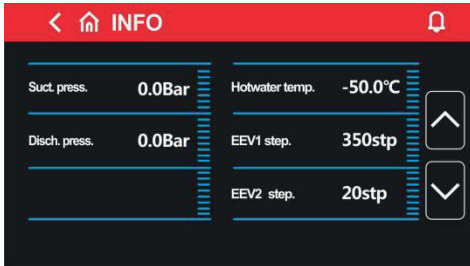 INFO
Suct. press. 0.0Bar
Hotwater temp. -50.0℃
Disch. press. 0.0Bar
EEV1 step. 350stp
EEV2 step. 20stp